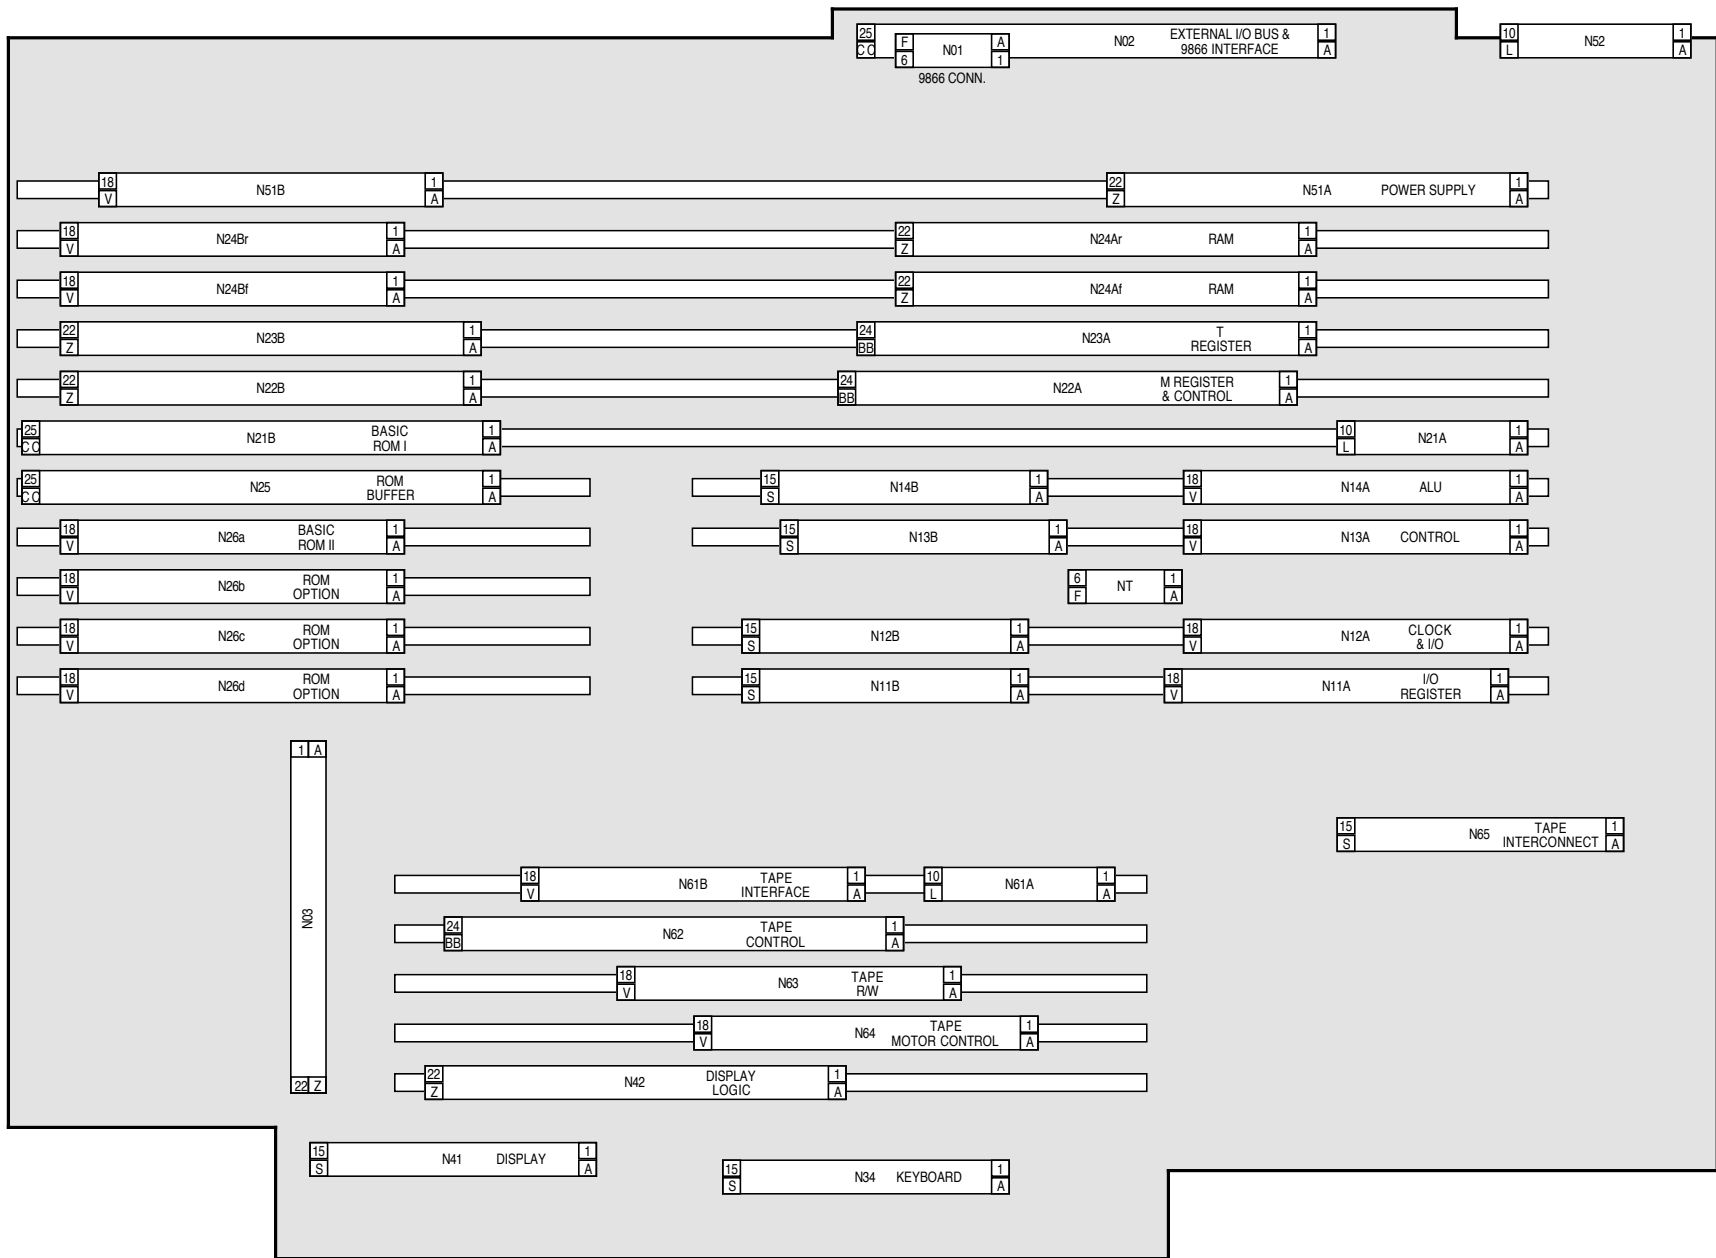 25 CC N02 EXTERNAL I/O BUS & 9866 INTERFACE 1 A
F 6 N01 A 1
9866 CONN.
10 L N52 1 A
18 V N51B 1 A
22 Z N51A POWER SUPPLY 1 A
18 V N24Br 1 A
22 Z N24Ar RAM 1 A
18 V N24Bf 1 A
22 Z N24Af RAM 1 A
22 Z N23B 1 A
24 BB N23A T REGISTER 1 A
22 Z N22B 1 A
24 BB N22A M REGISTER & CONTROL 1 A
25 CC N21B BASIC ROM I 1 A
10 L N21A 1 A
25 CC N25 ROM BUFFER 1 A
15 S N14B 1 A
18 V N14A ALU 1 A
18 V N26a BASIC ROM II 1 A
15 S N13B 1 A
18 V N13A CONTROL 1 A
18 V N26b ROM OPTION 1 A
6 F NT 1 A
18 V N26c ROM OPTION 1 A
15 S N12B 1 A
18 V N12A CLOCK & I/O 1 A
18 V N26d ROM OPTION 1 A
15 S N11B 1 A
18 V N11A I/O REGISTER 1 A
1 A N03 22 Z
15 S N65 TAPE INTERCONNECT 1 A
18 V N61B TAPE INTERFACE 1 A
10 L N61A 1 A
24 BB N62 TAPE CONTROL 1 A
18 V N63 TAPE R/W 1 A
18 V N64 TAPE MOTOR CONTROL 1 A
22 Z N42 DISPLAY LOGIC 1 A
15 S N41 DISPLAY 1 A
15 S N34 KEYBOARD 1 A